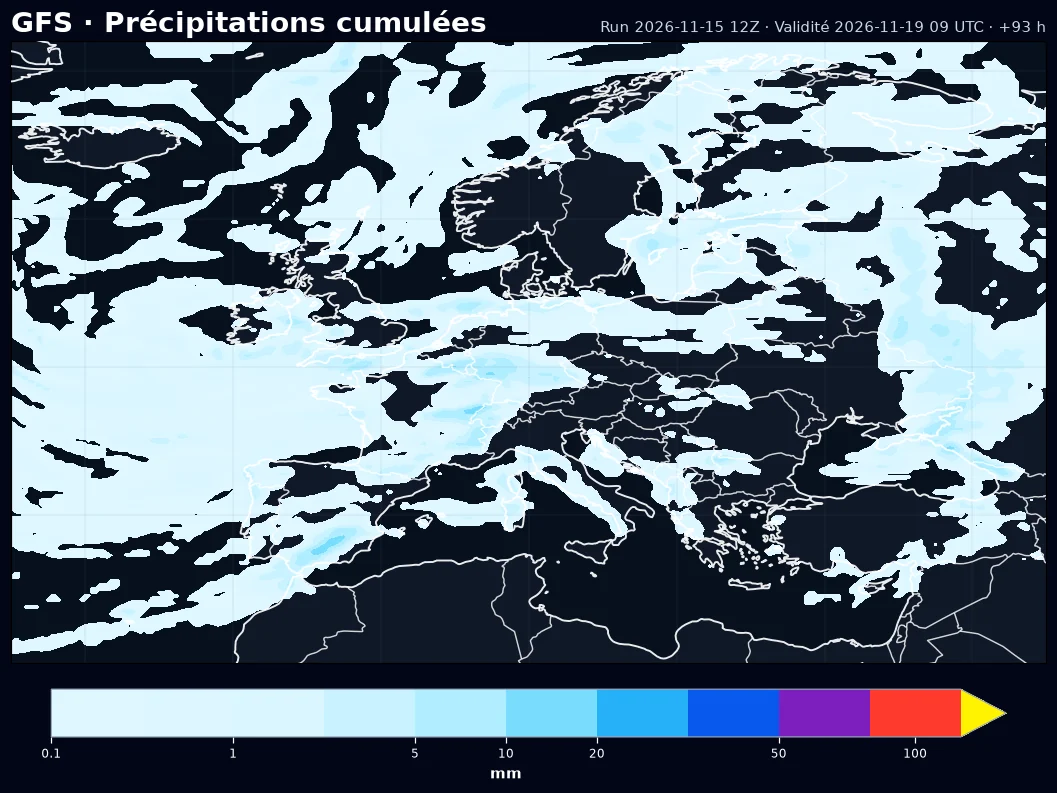 GFS · Précipitations cumulées
Run 2026-11-15 12Z · Validité 2026-11-19 09 UTC · +93 h
0.1 1 5 10 20 50 100
mm